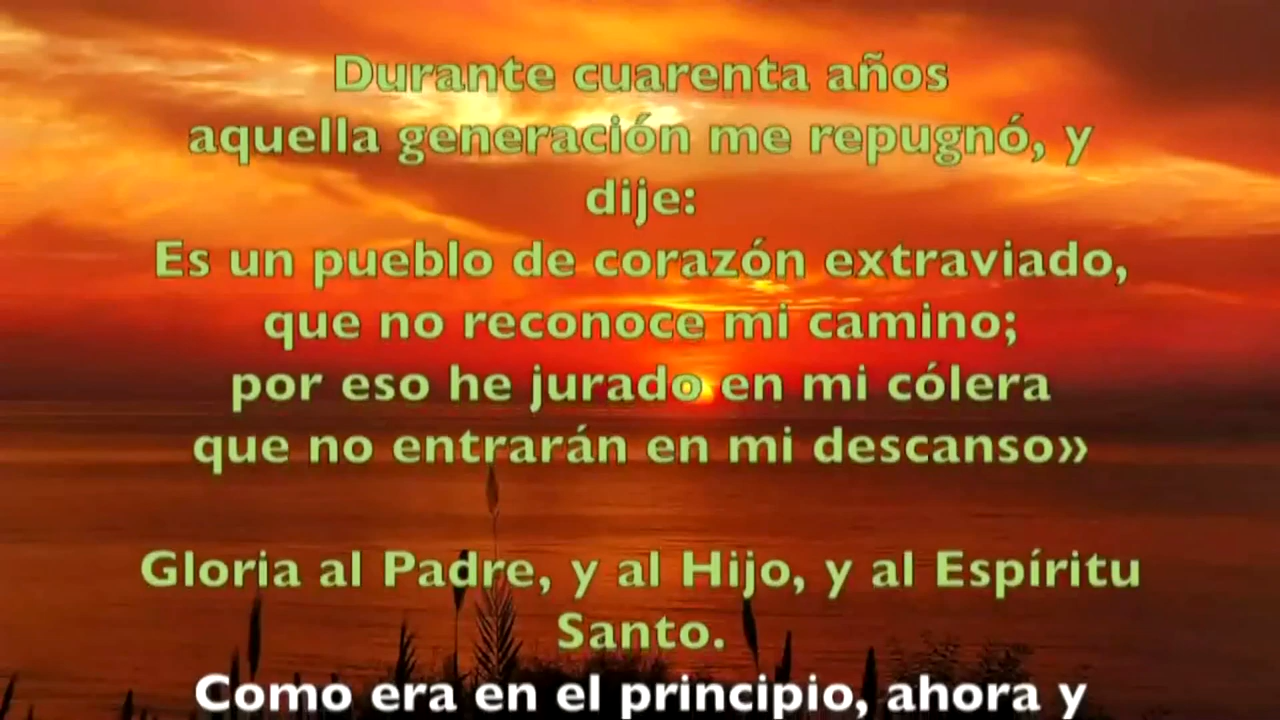 Durante cuarenta años
aquella generación me repugnó, y
dije:
Es un pueblo de corazón extraviado,
que no reconoce mi camino;
por eso he jurado en mi cólera
que no entrarán en mi descanso»
Gloria al Padre, y al Hijo, y al Espíritu
Santo.
Como era en el principio, ahora y